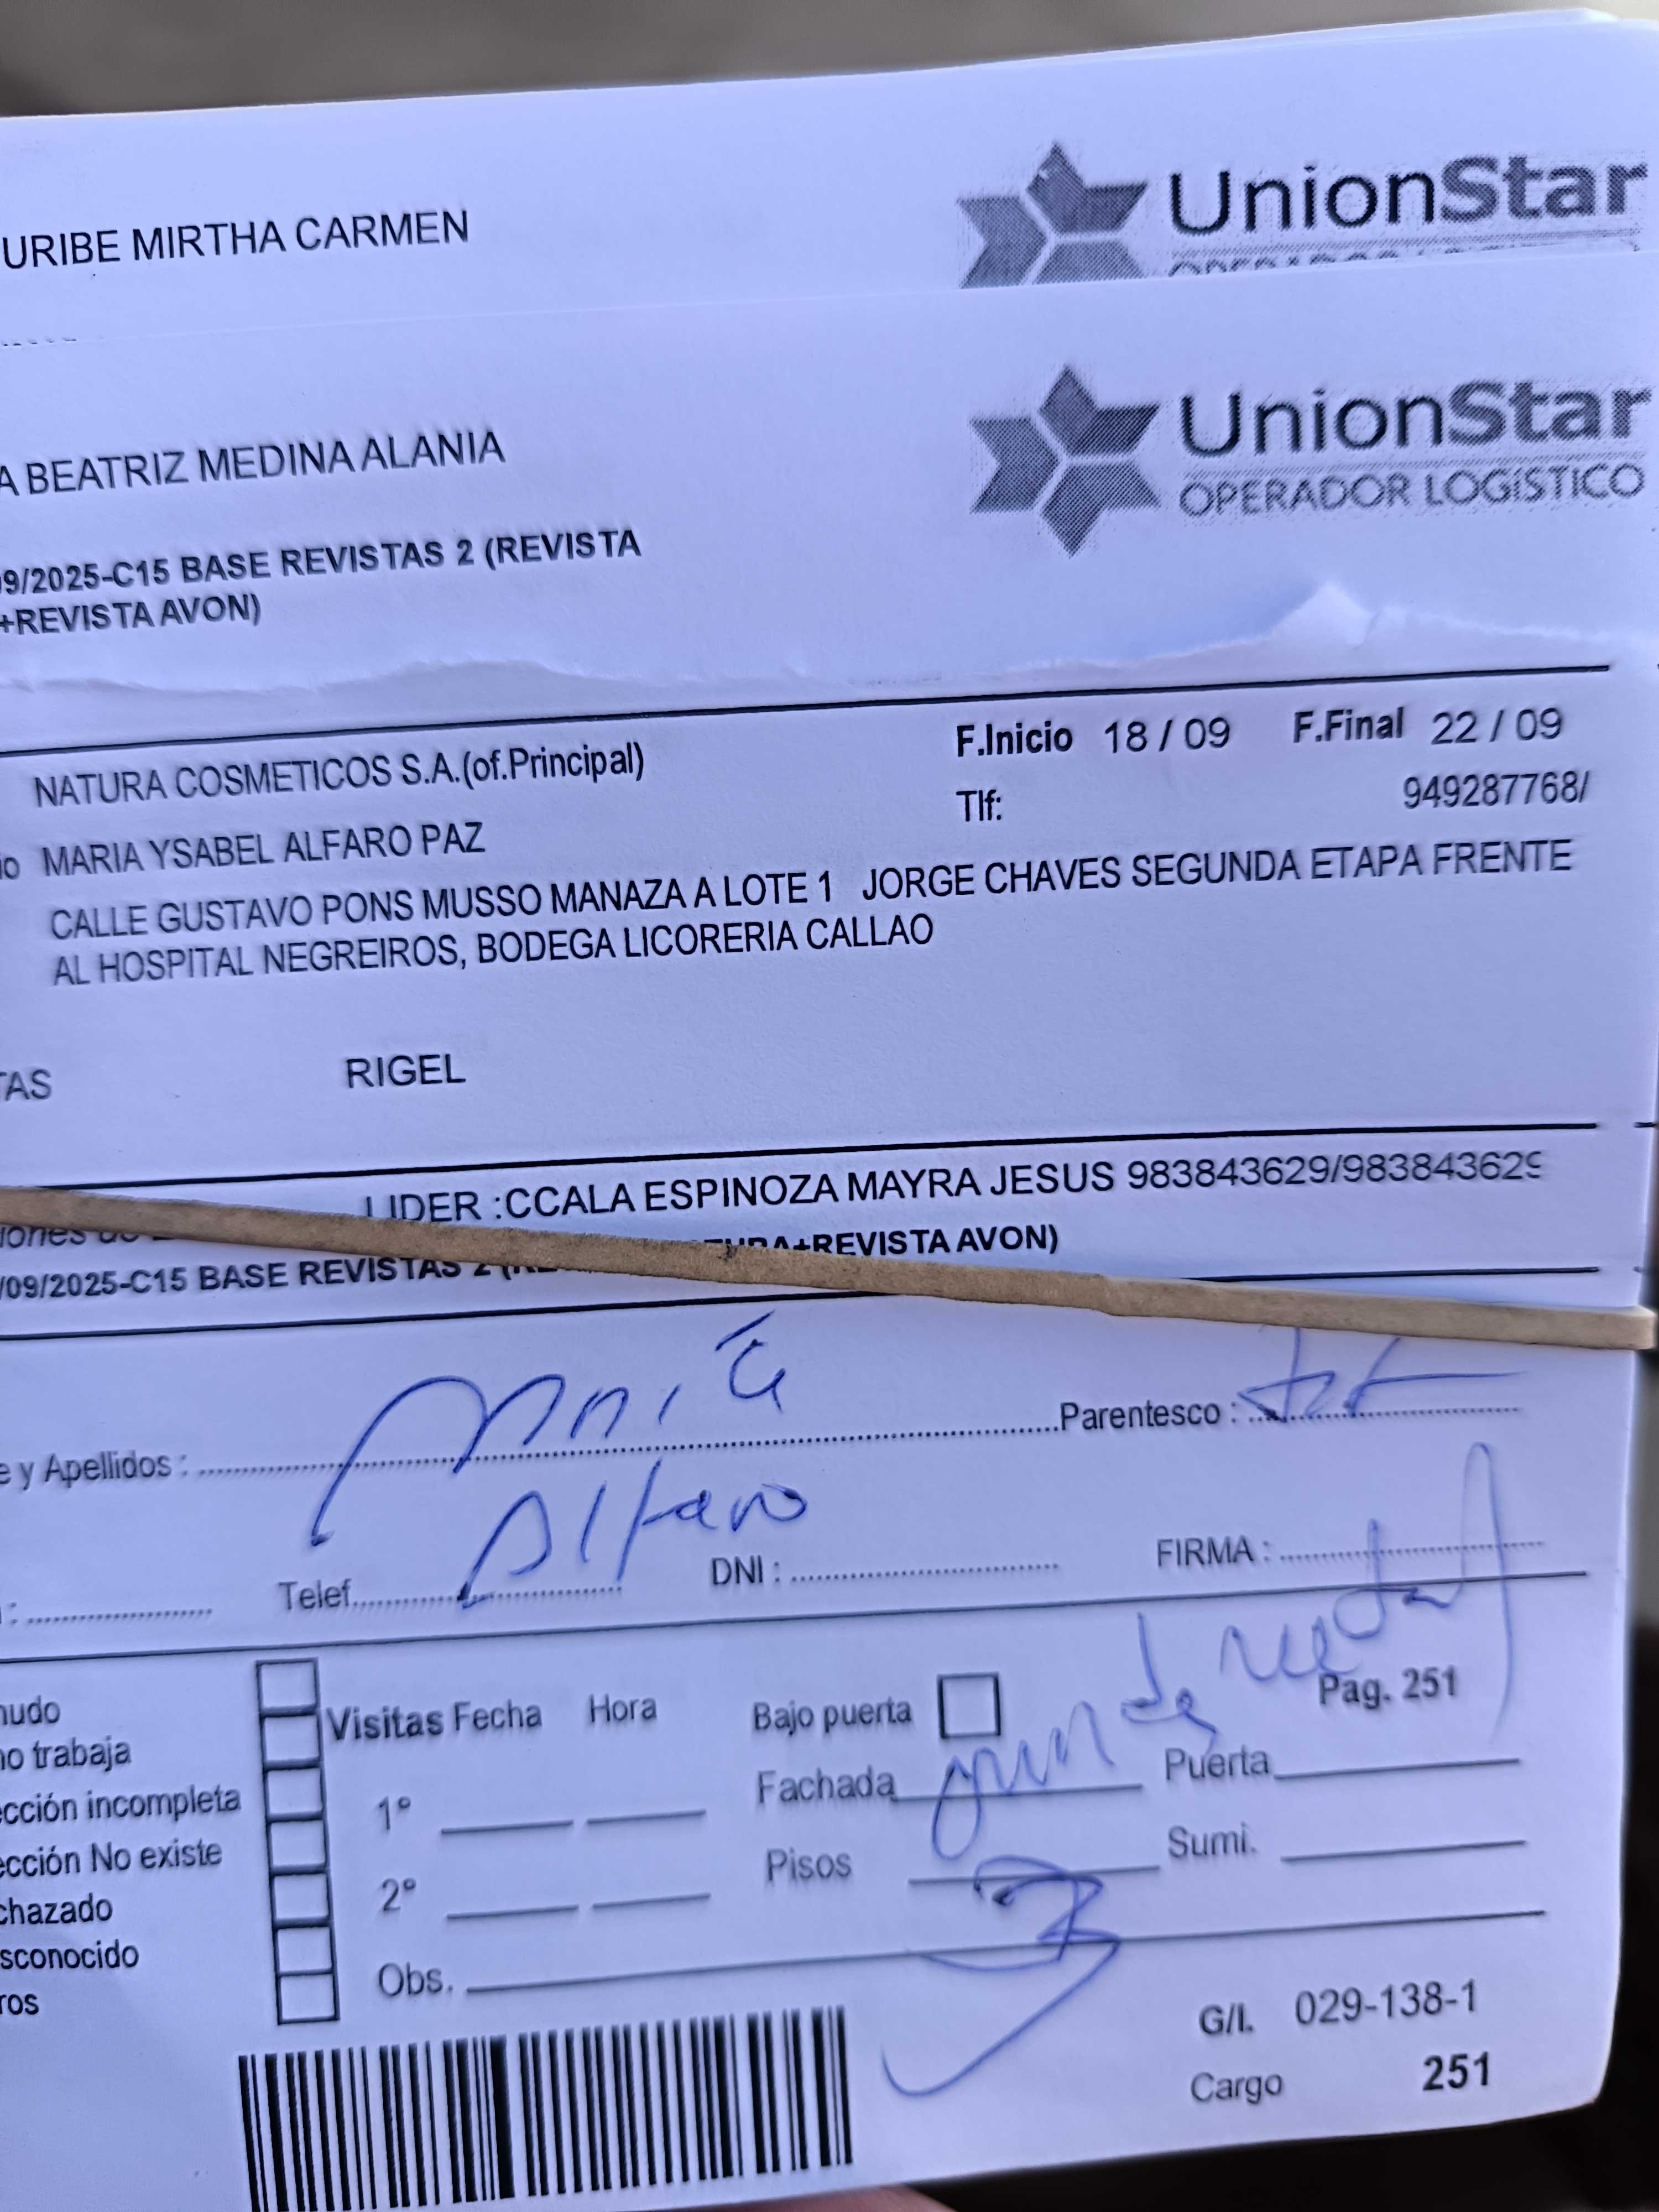 URIBE MIRTHA CARMEN
UnionStar
A BEATRIZ MEDINA ALANIA
UnionStar
OPERADOR LOGíSTICO
09/2025-C15 BASE REVISTAS 2 (REVISTA
+REVISTA AVON)
NATURA COSMETICOS S.A.(of.Principal)
F.Inicio 18 / 09 F.Final 22 / 09
Tlf: 949287768/
io MARIA YSABEL ALFARO PAZ
CALLE GUSTAVO PONS MUSSO MANAZA A LOTE 1 JORGE CHAVES SEGUNDA ETAPA FRENTE
AL HOSPITAL NEGREIROS, BODEGA LICORERIA CALLAO
TAS RIGEL
LIDER :CCALA ESPINOZA MAYRA JESUS 983843629/983843629
/09/2025-C15 BASE REVISTAS 2 +REVISTA AVON)
e y Apellidos : Parentesco :
Alfaro
Telef. DNI : FIRMA :
Pag. 251
nudo
no trabaja
cción incompleta
cción No existe
chazado
sconocido
ros
Visitas Fecha Hora
1°
2°
Obs.
Bajo puerta
Fachada Puerta
Pisos 3 Sumi.
G/I. 029-138-1
Cargo 251